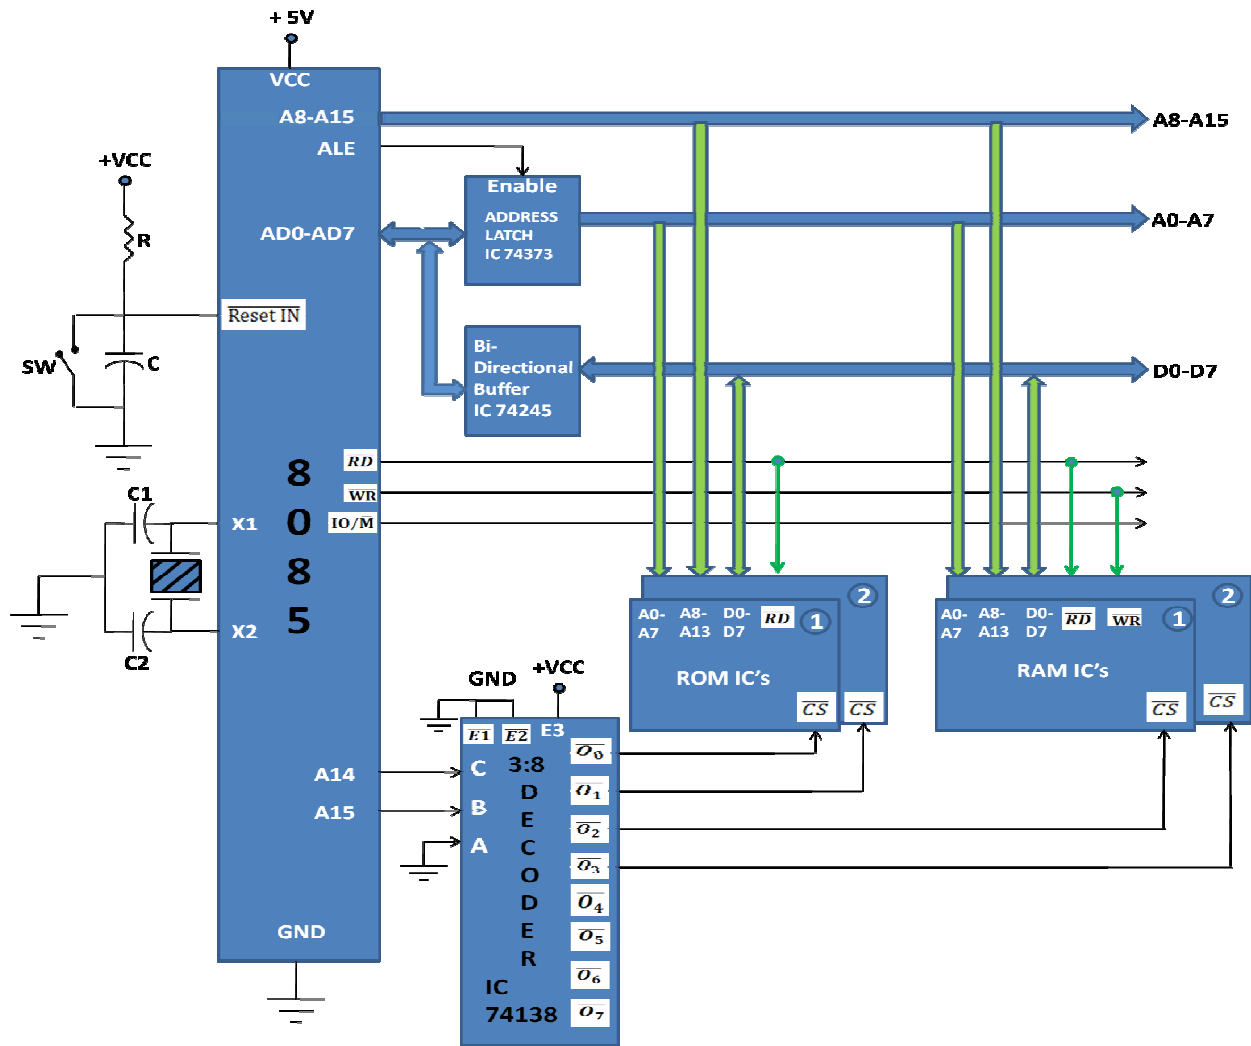 + 5V
VCC
A8-A15
ALE
AD0-AD7
+VCC
R
Reset IN
SW
C
C1
X1
X2
C2
8
0
8
5
RD
WR
IO/M
A14
A15
GND
Enable
ADDRESS
LATCH
IC 74373
Bi-
Directional
Buffer
IC 74245
A8-A15
A0-A7
D0-D7
A0-
A7
A8-
A13
D0-
D7
RD
1
2
ROM IC's
CS
CS
A0-
A7
A8-
A13
D0-
D7
RD
WR
1
2
RAM IC's
CS
CS
GND
+VCC
E1
E2
E3
C
B
A
3:8
D
E
C
O
D
E
R
IC
74138
O0
O1
O2
O3
O4
O5
O6
O7